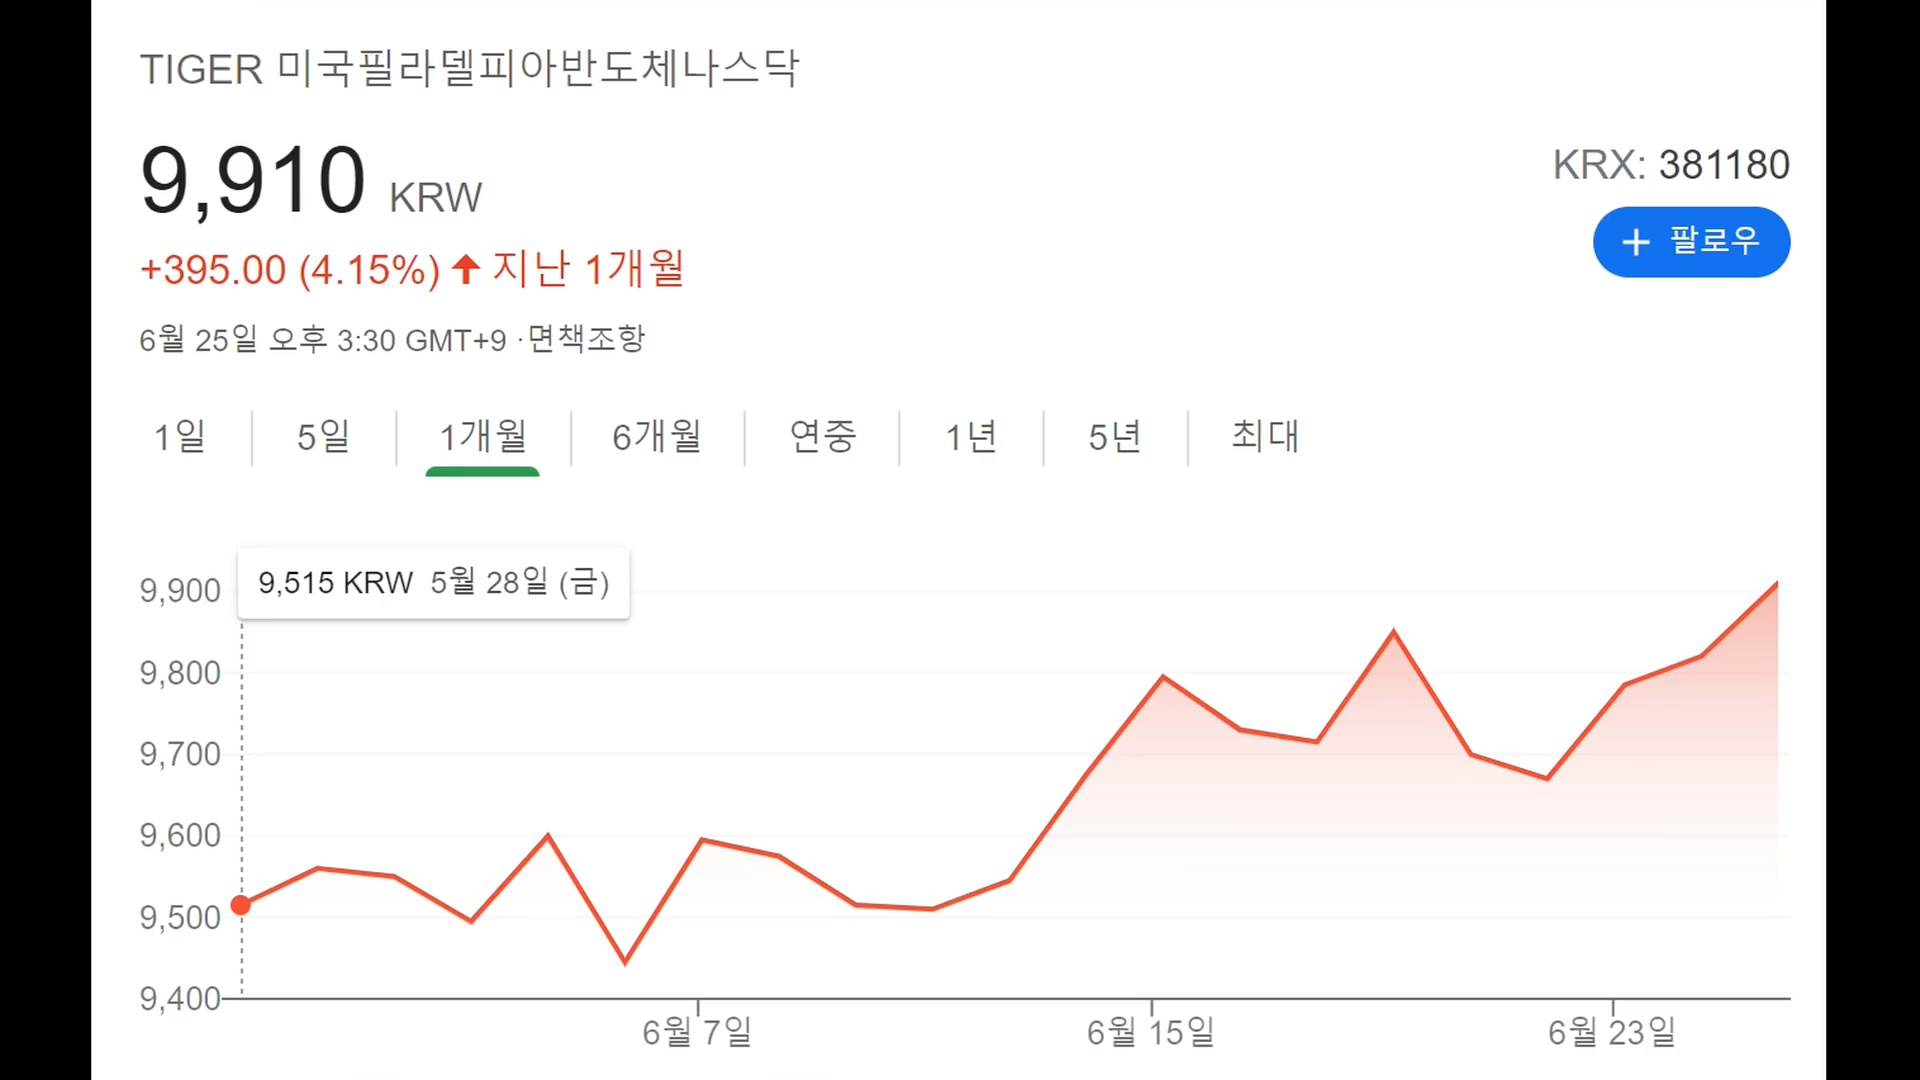 TIGER 미국필라델피아반도체나스닥
9,910 KRW
KRX: 381180
+ 팔로우
+395.00 (4.15%) ↑ 지난 1개월
6월 25일 오후 3:30 GMT+9 ·면책조항
1일 5일 1개월 6개월 연중 1년 5년 최대
9,515 KRW 5월 28일 (금)
9,900
9,800
9,700
9,600
9,500
9,400
6월 7일 6월 15일 6월 23일